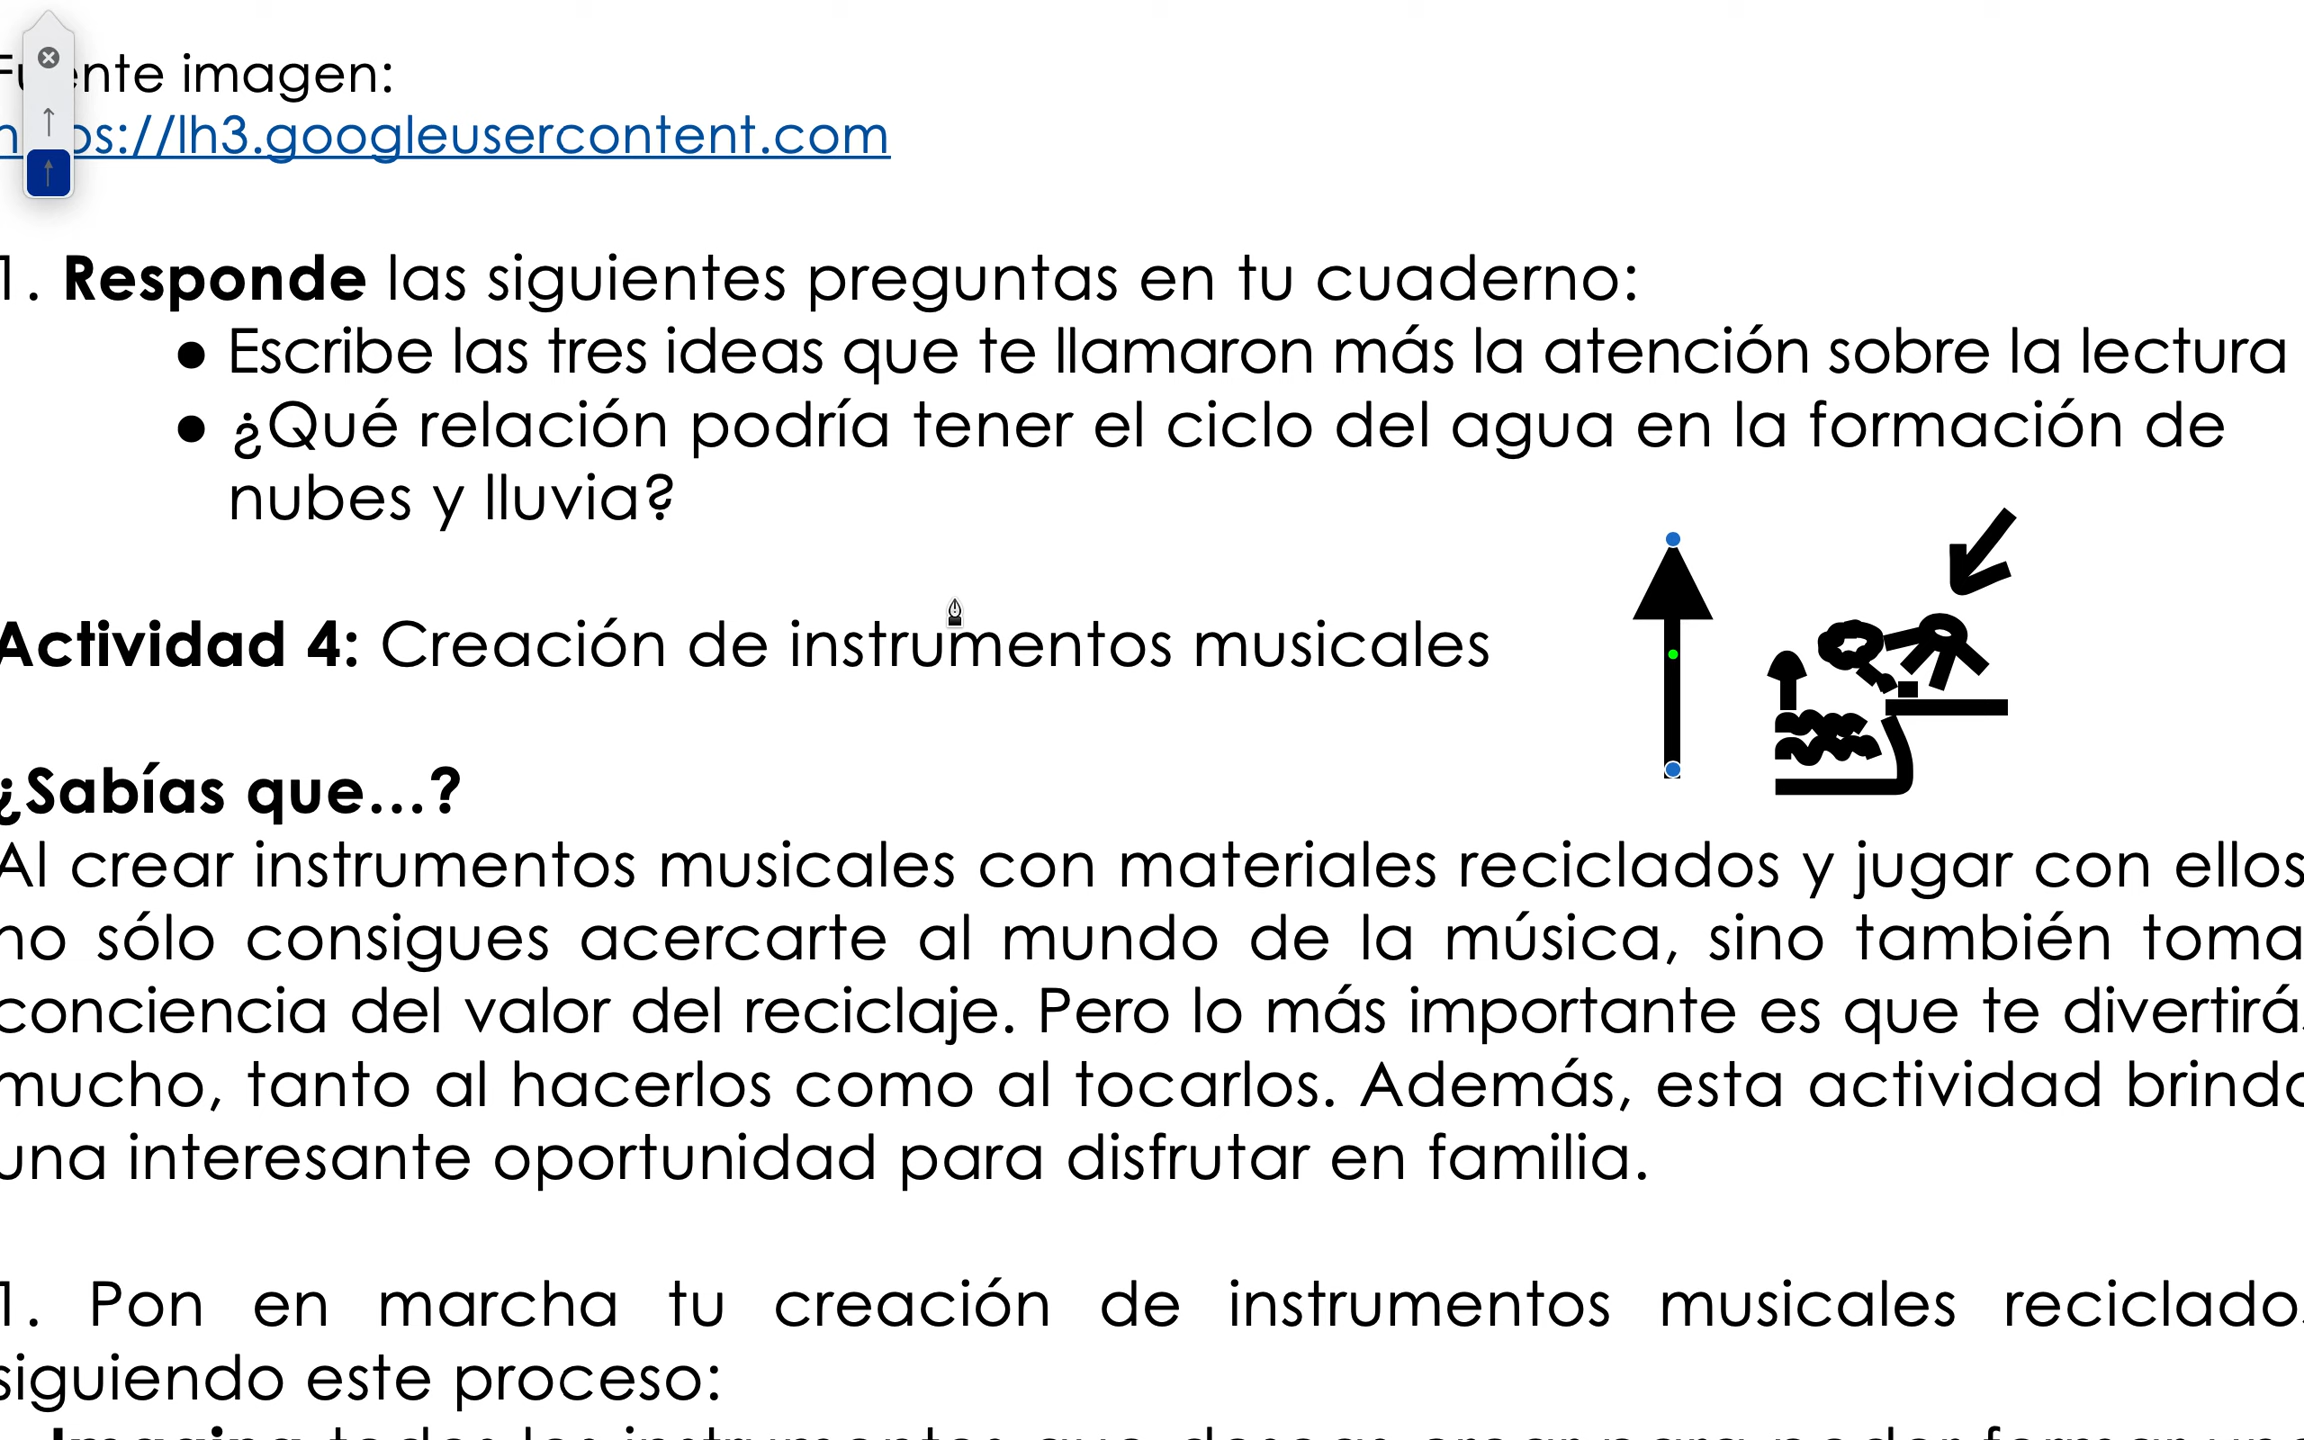 Fuente imagen:
https://lh3.googleusercontent.com
1. Responde las siguientes preguntas en tu cuaderno:
● Escribe las tres ideas que te llamaron más la atención sobre la lectura
● ¿Qué relación podría tener el ciclo del agua en la formación de
nubes y lluvia?
Actividad 4: Creación de instrumentos musicales
¿Sabías que...?
Al crear instrumentos musicales con materiales reciclados y jugar con ellos
no sólo consigues acercarte al mundo de la música, sino también toma
conciencia del valor del reciclaje. Pero lo más importante es que te divertirás
mucho, tanto al hacerlos como al tocarlos. Además, esta actividad brinda
una interesante oportunidad para disfrutar en familia.
1. Pon en marcha tu creación de instrumentos musicales reciclados
siguiendo este proceso: